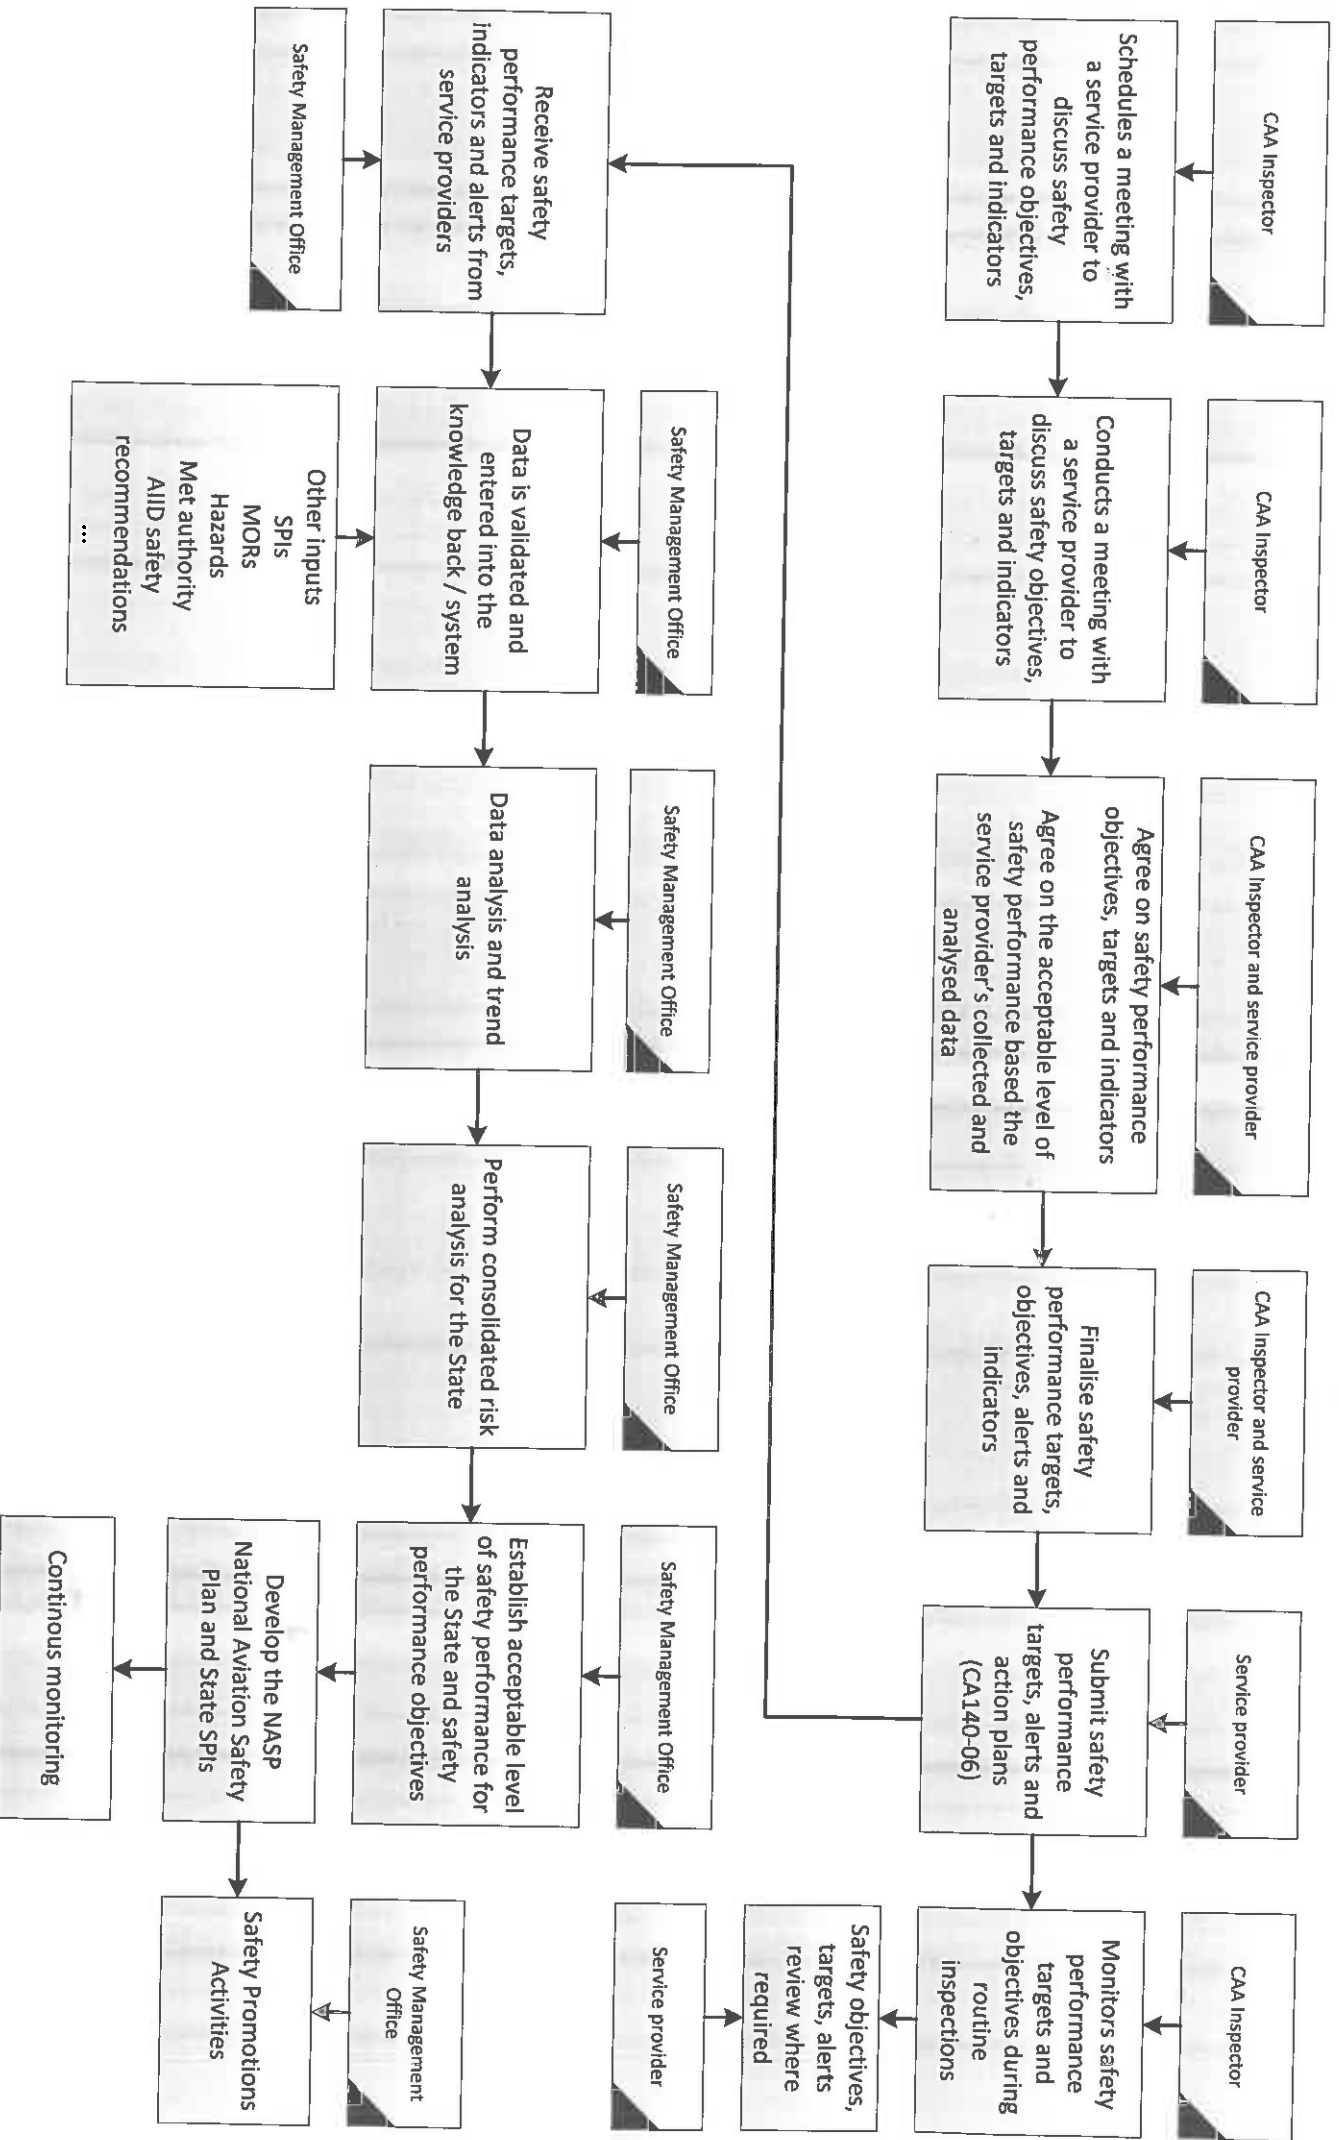 CAA Inspector
Schedules a meeting with
a service provider to
discuss safety
performance objectives,
targets and indicators
CAA Inspector
Conducts a meeting with
a service provider to
discuss safety objectives,
targets and indicators
CAA Inspector and service provider
Agree on safety performance
objectives, targets and indicators
Agree on the acceptable level of
safety performance based the
service provider's collected and
analysed data
CAA Inspector and service
provider
Finalise safety
performance targets,
objectives, alerts and
indicators
Service provider
Submit safety
performance
targets, alerts and
action plans
(CA140-06)
CAA Inspector
Monitors safety
performance
targets and
objectives during
routine
inspections
Safety objectives,
targets, alerts
review where
required
Service provider
Receive safety
performance targets,
indicators and alerts from
service providers
Safety Management Office
Safety Management Office
Data is validated and
entered into the
knowledge back / system
Other inputs
SPIs
MORs
Hazards
Met authority
AIID safety
recommendations
...
Safety Management Office
Data analysis and trend
analysis
Safety Management Office
Perform consolidated risk
analysis for the State
Safety Management Office
Establish acceptable level
of safety performance for
the State and safety
performance objectives
Develop the NASP
National Aviation Safety
Plan and State SPIs
Continous monitoring
Safety Management
Office
Safety Promotions
Activities